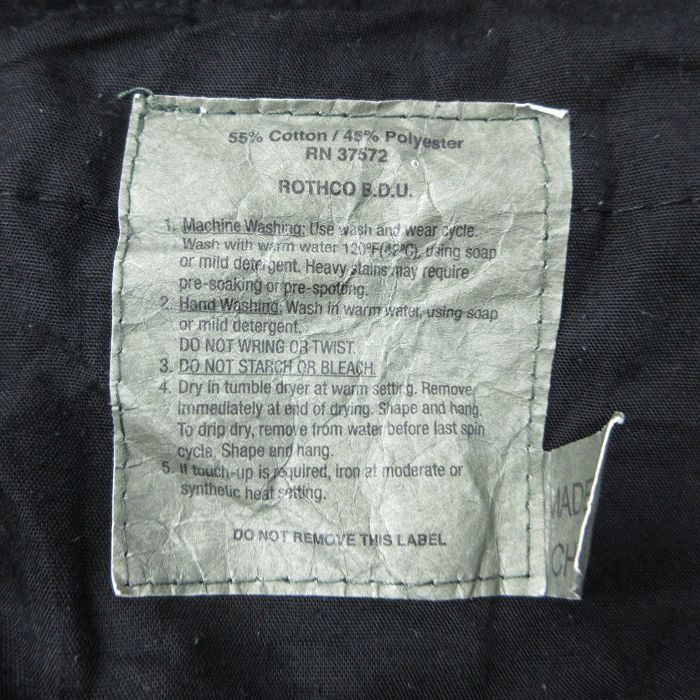 55% Cotton / 45% Polyester
RN 37572
ROTHCO B.D.U.
1. Machine Washing: Use wash and wear cycle.
Wash with warm water 120ºF(42ºC), using soap
or mild detergent. Heavy stains may require
pre-soaking or pre-spotting.
2. Hand Washing: Wash in warm water, using soap
or mild detergent.
DO NOT WRING OR TWIST.
3. DO NOT STARCH OR BLEACH.
4. Dry in tumble dryer at warm setting. Remove
immediately at end of drying. Shape and hang.
To drip dry, remove from water before last spin
cycle. Shape and hang.
5. If touch-up is required, iron at moderate or
synthetic heat setting.
DO NOT REMOVE THIS LABEL
MADE
CH